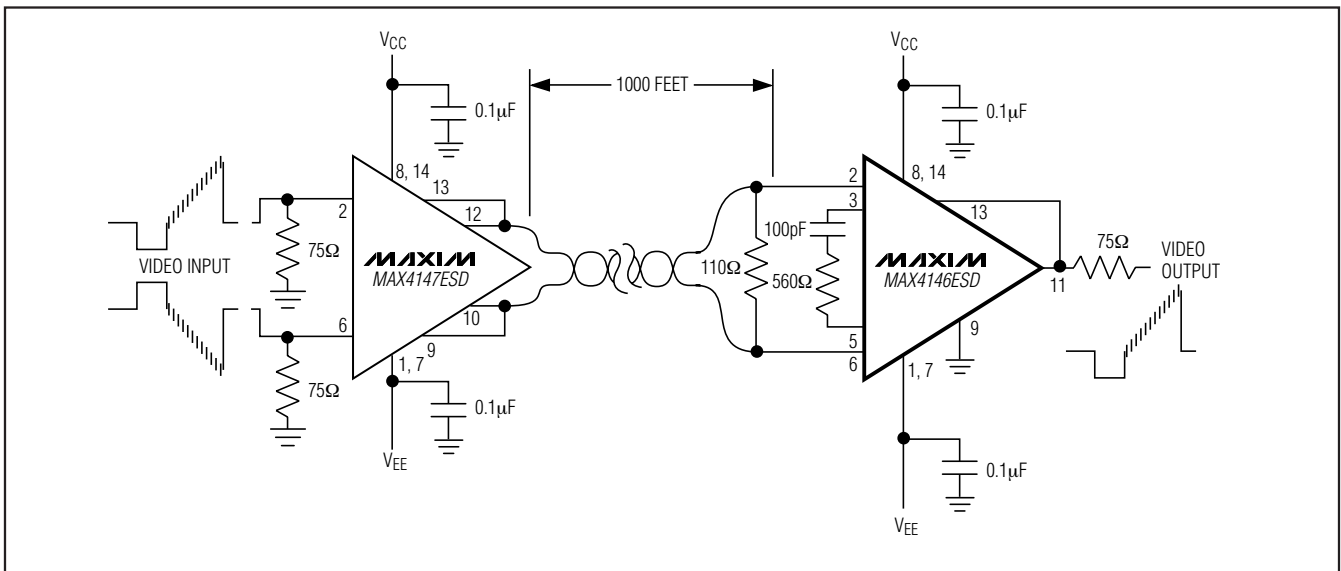 VCC
VCC
1000 FEET
0.1µF
0.1µF
8, 14
8, 14
13
2
12
2
3
13
100pF
75Ω
75Ω
VIDEO INPUT
MAXIM
MAX4147ESD
110Ω
560Ω
MAXIM
MAX4146ESD
VIDEO
OUTPUT
11
6
10
9
5
6
9
1, 7
1, 7
75Ω
0.1µF
VEE
0.1µF
VEE